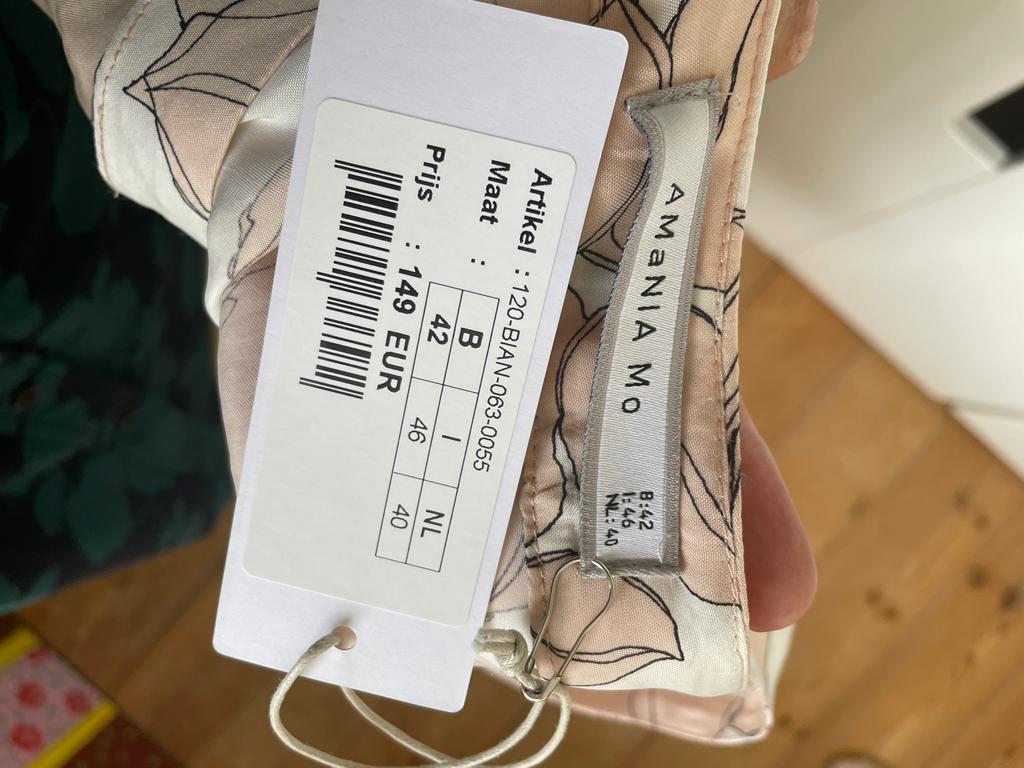 Artikel : 120-BIAN-063-0055
Maat :
B I NL
42 46 40
Prijs : 149 EUR
AMaNIA MO
B:42
I:46
NL:40